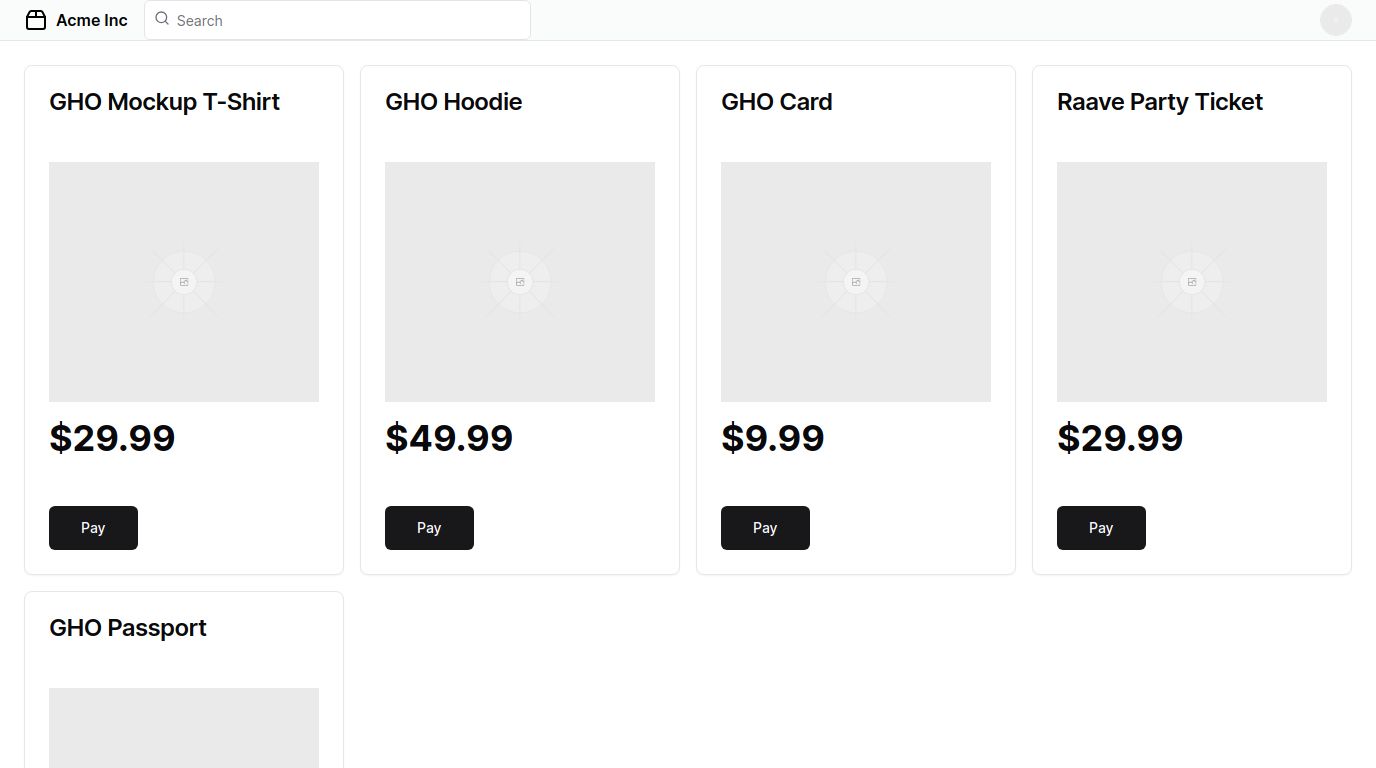 Acme Inc
Search
GHO Mockup T-Shirt
$29.99
Pay
GHO Hoodie
$49.99
Pay
GHO Card
$9.99
Pay
Raave Party Ticket
$29.99
Pay
GHO Passport